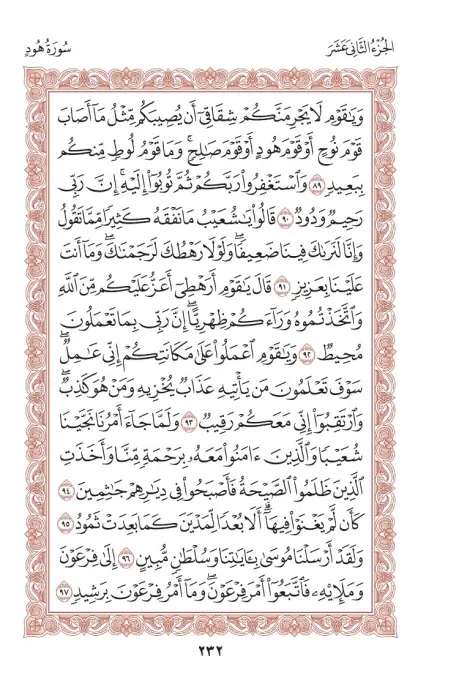 الجُزْءُ الثَّانِيَ عَشَرَ
سُورَةُ هُودٍ
وَيَٰقَوْمِ لَا يَجْرِمَنَّكُمْ شِقَاقِىٓ أَن يُصِيبَكُم مِّثْلُ مَآ أَصَابَ
قَوْمَ نُوحٍ أَوْ قَوْمَ هُودٍ أَوْ قَوْمَ صَٰلِحٍۚ وَمَا قَوْمُ لُوطٍ مِّنكُم
بِبَعِيدٍ ٨٩ وَٱسْتَغْفِرُوا۟ رَبَّكُمْ ثُمَّ تُوبُوٓا۟ إِلَيْهِۚ إِنَّ رَبِّى
رَحِيمٌ وَدُودٌ ٩٠ قَالُوا۟ يَٰشُعَيْبُ مَا نَفْقَهُ كَثِيرًا مِّمَّا تَقُولُ
وَإِنَّا لَنَرَىٰكَ فِينَا ضَعِيفًاۖ وَلَوْلَا رَهْطُكَ لَرَجَمْنَٰكَۖ وَمَآ أَنتَ
عَلَيْنَا بِعَزِيزٍ ٩١ قَالَ يَٰقَوْمِ أَرَهْطِىٓ أَعَزُّ عَلَيْكُم مِّنَ ٱللَّهِ
وَٱتَّخَذْتُمُوهُ وَرَآءَكُمْ ظِهْرِيًّاۖ إِنَّ رَبِّى بِمَا تَعْمَلُونَ
مُحِيطٌ ٩٢ وَيَٰقَوْمِ ٱعْمَلُوا۟ عَلَىٰ مَكَانَتِكُمْ إِنِّى عَٰمِلٌۖ
سَوْفَ تَعْلَمُونَ مَن يَأْتِيهِ عَذَابٌ يُخْزِيهِ وَمَنْ هُوَ كَٰذِبٌۖ
وَٱرْتَقِبُوٓا۟ إِنِّى مَعَكُمْ رَقِيبٌ ٩٣ وَلَمَّا جَآءَ أَمْرُنَا نَجَّيْنَا
شُعَيْبًا وَٱلَّذِينَ ءَامَنُوا۟ مَعَهُۥ بِرَحْمَةٍ مِّنَّا وَأَخَذَتِ
ٱلَّذِينَ ظَلَمُوا۟ ٱلصَّيْحَةُ فَأَصْبَحُوا۟ فِى دِيَٰرِهِمْ جَٰثِمِينَ ٩٤
كَأَن لَّمْ يَغْنَوْا۟ فِيهَآۗ أَلَا بُعْدًا لِّمَدْيَنَ كَمَا بَعِدَتْ ثَمُودُ ٩٥
وَلَقَدْ أَرْسَلْنَا مُوسَىٰ بِـَٔايَٰتِنَا وَسُلْطَٰنٍ مُّبِينٍ ٩٦ إِلَىٰ فِرْعَوْنَ
وَمَلَإِي۟هِۦ فَٱتَّبَعُوٓا۟ أَمْرَ فِرْعَوْنَۖ وَمَآ أَمْرُ فِرْعَوْنَ بِرَشِيدٍ ٩٧
٢٣٢